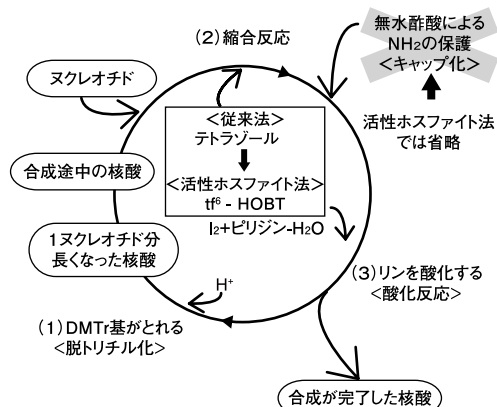 (2)縮合反応
無水酢酸による
NH₂の保護
<キャップ化>
活性ホスファイト法
では省略
ヌクレオチド
<従来法>
テトラゾール
<活性ホスファイト法>
tf⁶ - HOBT
I₂+ピリジン-H₂O
合成途中の核酸
1ヌクレオチド分
長くなった核酸
H⁺
(3)リンを酸化する
<酸化反応>
(1)DMTr基がとれる
<脱トリチル化>
合成が完了した核酸